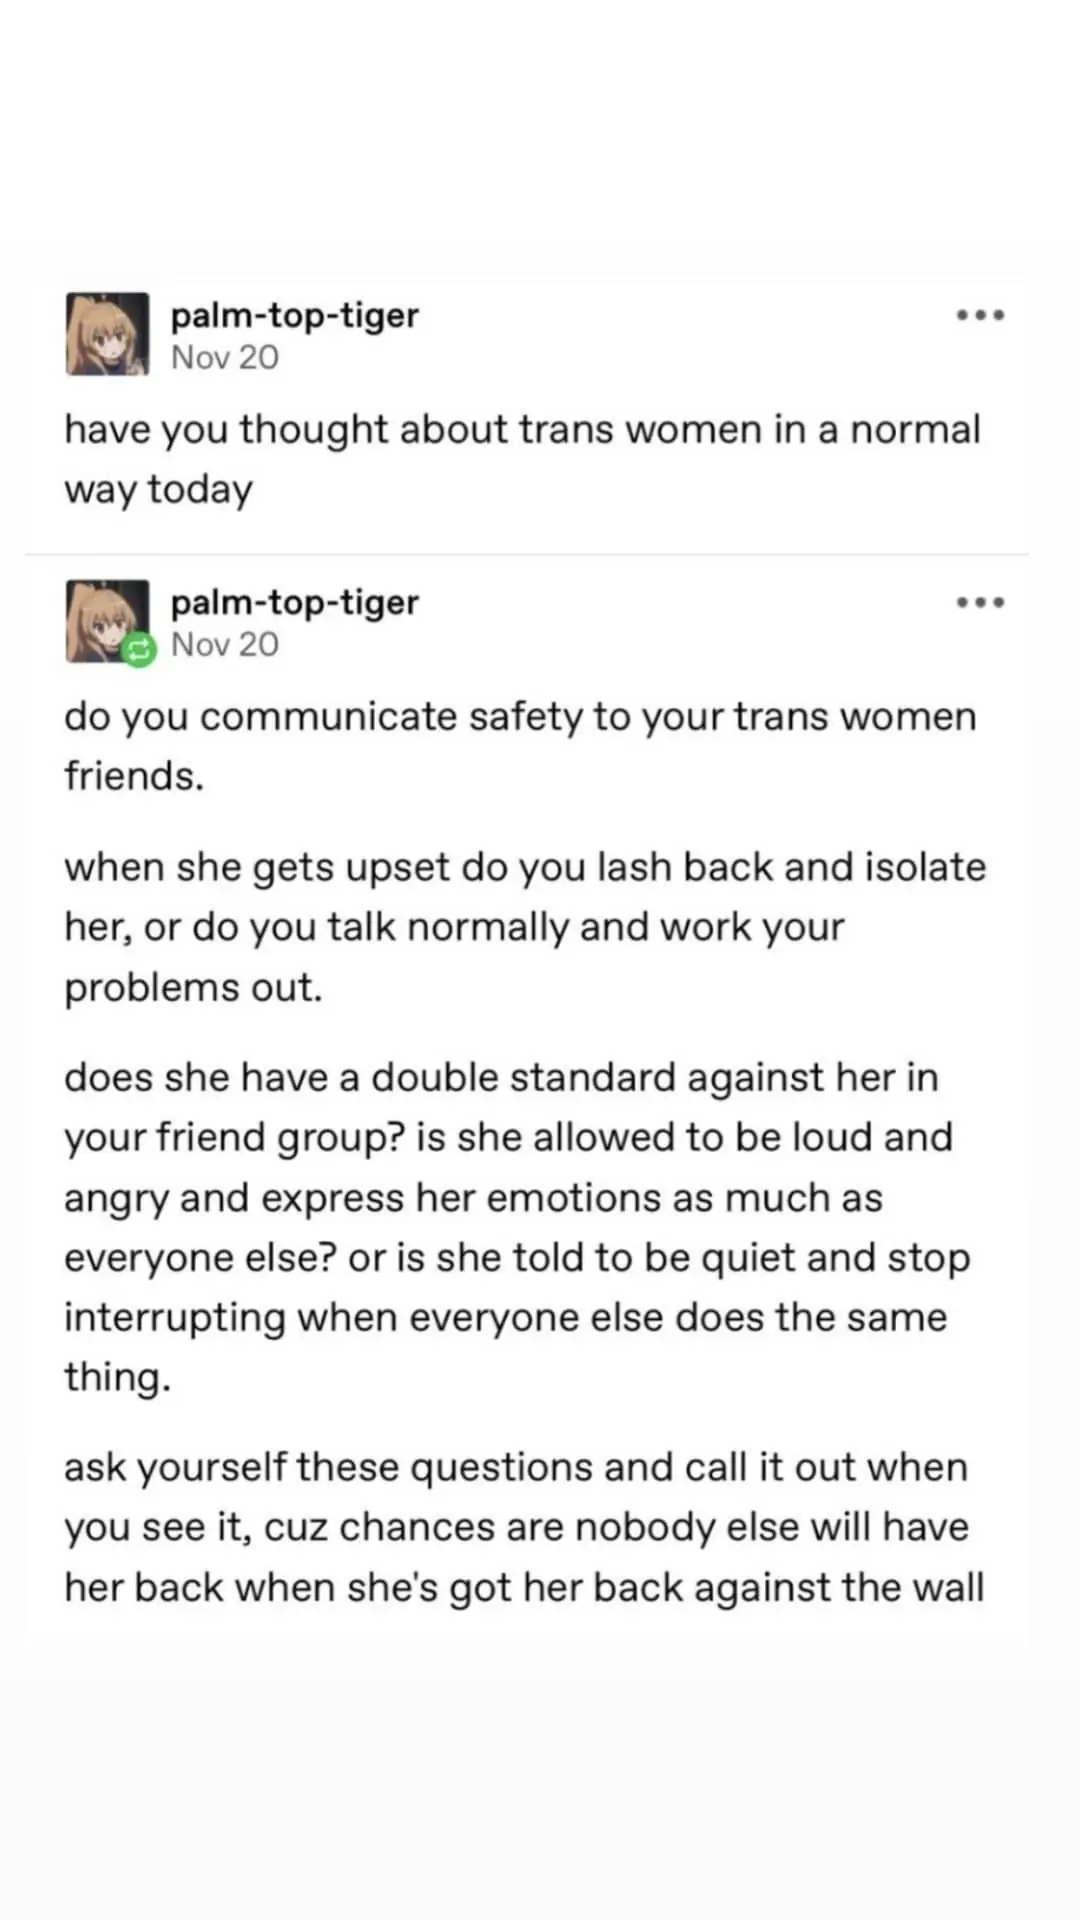 palm-top-tiger
Nov 20
have you thought about trans women in a normal
way today
palm-top-tiger
Nov 20
do you communicate safety to your trans women
friends.
when she gets upset do you lash back and isolate
her, or do you talk normally and work your
problems out.
does she have a double standard against her in
your friend group? is she allowed to be loud and
angry and express her emotions as much as
everyone else? or is she told to be quiet and stop
interrupting when everyone else does the same
thing.
ask yourself these questions and call it out when
you see it, cuz chances are nobody else will have
her back when she's got her back against the wall